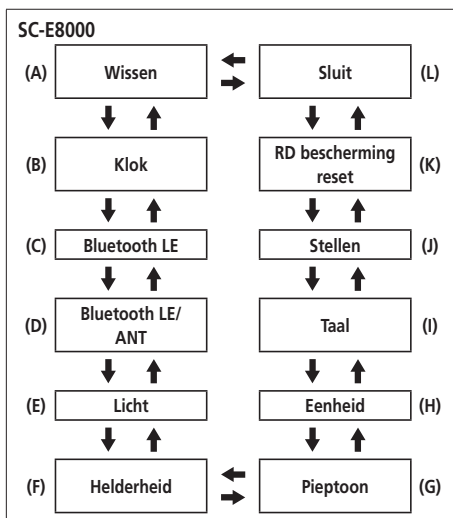 SC-E8000
(A)
Wissen
Sluit
(L)
(B)
Klok
RD bescherming
reset
(K)
(C)
Bluetooth LE
Stellen
(J)
(D)
Bluetooth LE/
ANT
Taal
(I)
(E)
Licht
Eenheid
(H)
(F)
Helderheid
Pieptoon
(G)